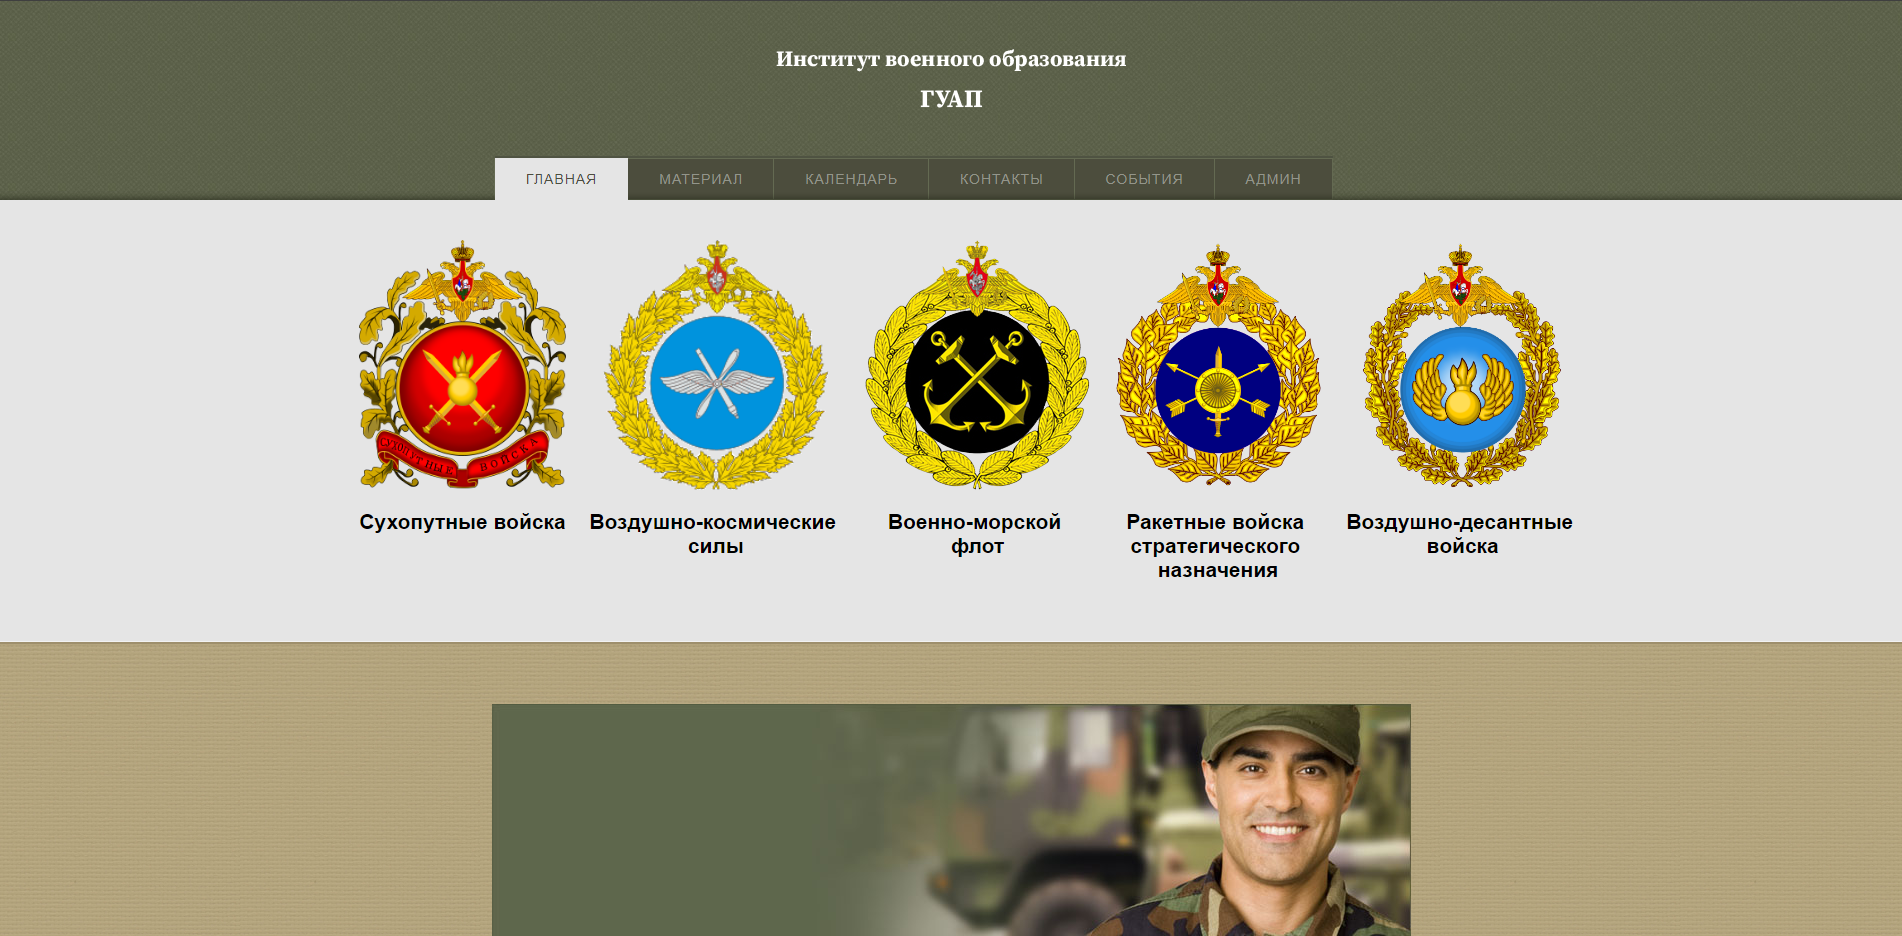 Институт военного образования
ГУАП
ГЛАВНАЯ МАТЕРИАЛ КАЛЕНДАРЬ КОНТАКТЫ СОБЫТИЯ АДМИН
СУХОПУТНЫЕ ВОЙСКА
Сухопутные войска
Воздушно-космические
силы
Военно-морской
флот
Ракетные войска
стратегического
назначения
Воздушно-десантные
войска